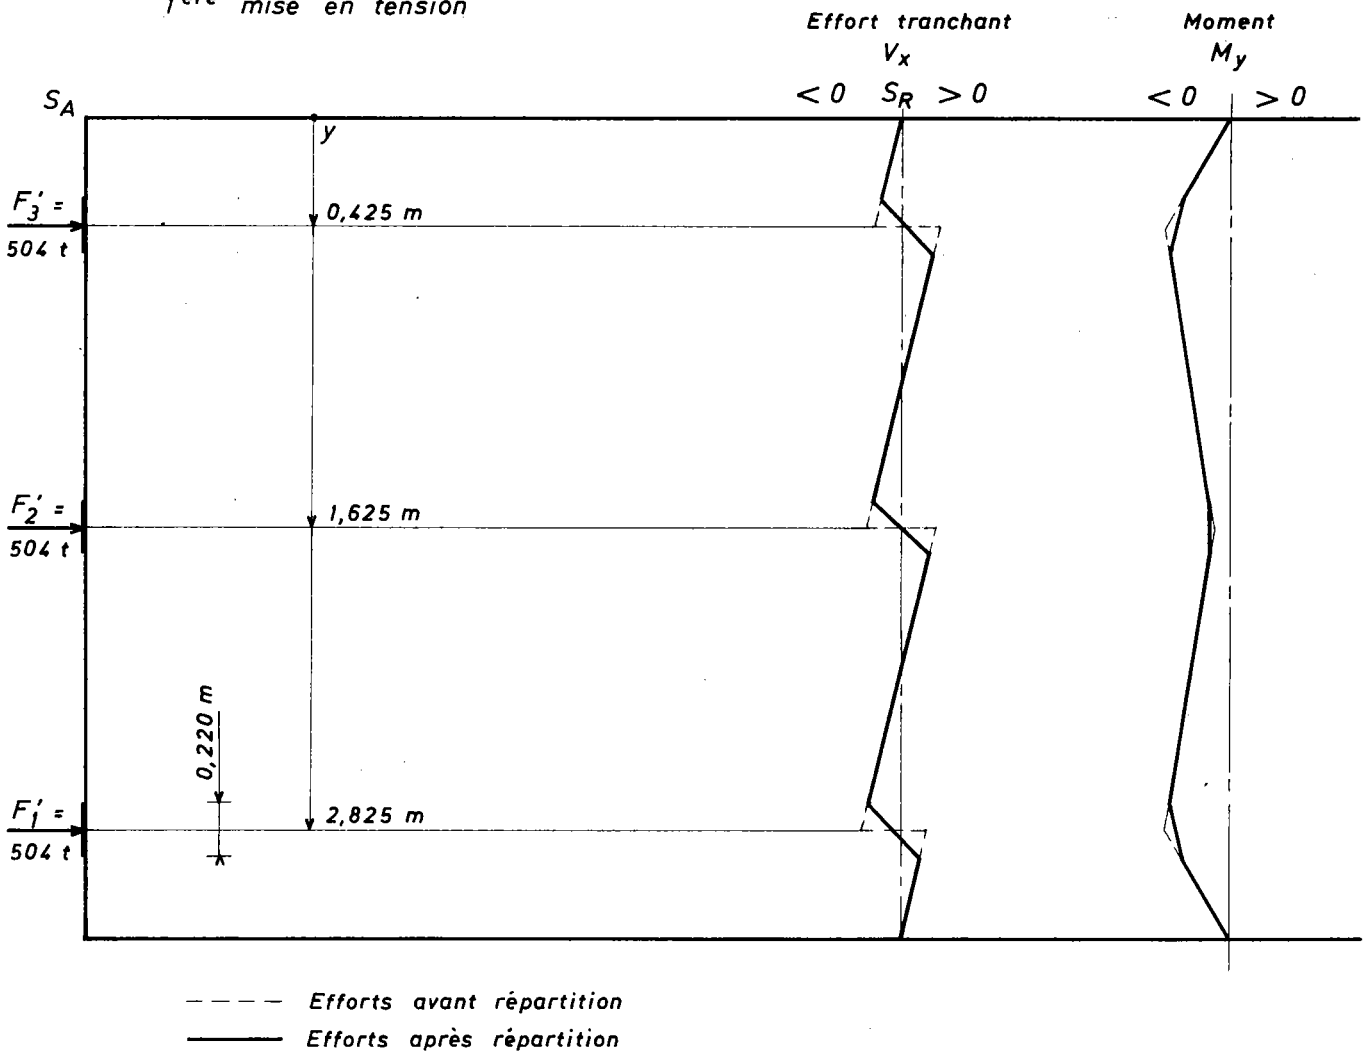 1ère mise en tension
Effort tranchant
Vx
Moment
My
SA
< 0 SR > 0
< 0 > 0
y
F'3 =
504 t
0,425 m
F'2 =
504 t
1,625 m
0,220 m
F'1 =
504 t
2,825 m
Efforts avant répartition
Efforts après répartition